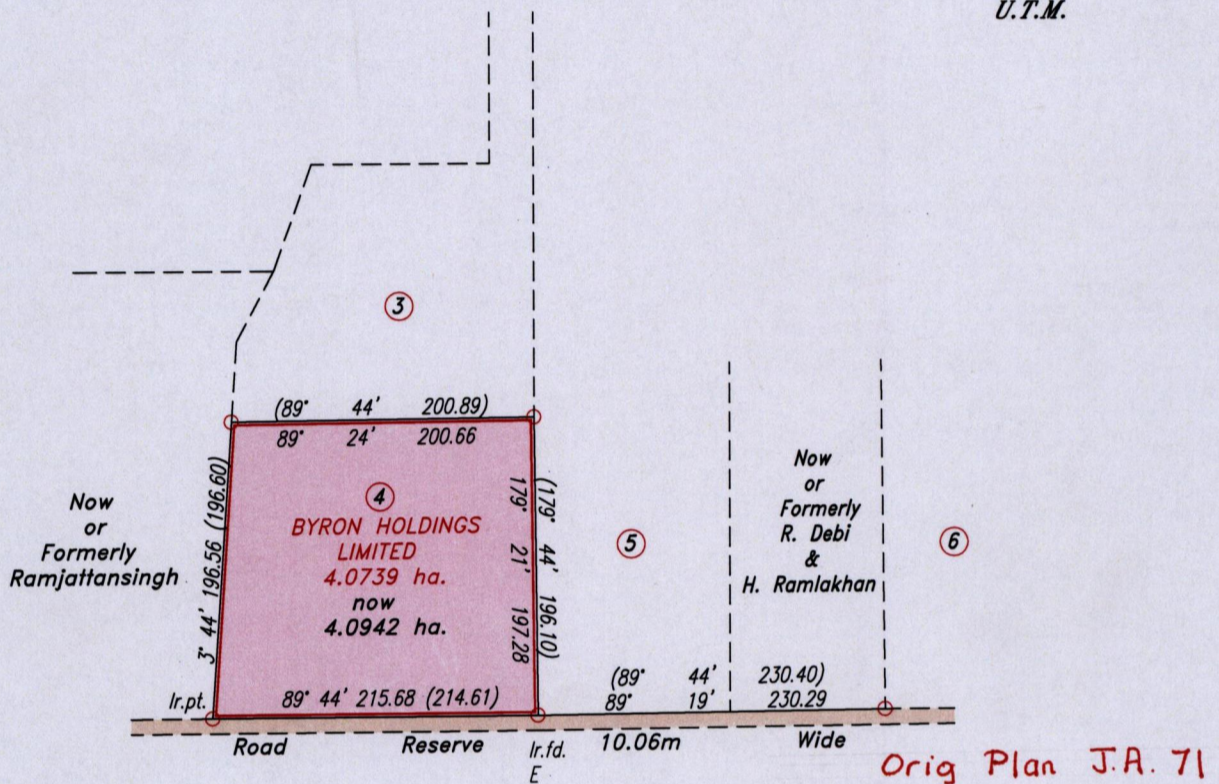 U.T.M.
3
(89° 44' 200.89)
89° 24' 200.66
Now
or
Formerly
Ramjattansingh
3° 44' 196.56 (196.60)
4
BYRON HOLDINGS
LIMITED
4.0739 ha.
now
4.0942 ha.
179° 21' 197.28
(179° 44' 196.10)
5
Now
or
Formerly
R. Debi
&
H. Ramlakhan
6
Ir.pt.
89° 44' 215.68 (214.61)
(89° 44' 230.40)
89° 19' 230.29
Road Reserve 10.06m Wide
Ir.fd.
E
Orig Plan J.A. 71